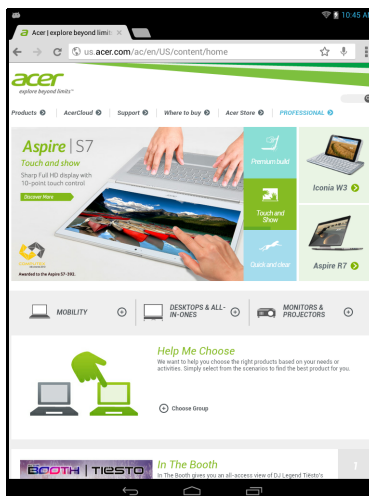 10:45 AM
Acer | explore beyond limits
us.acer.com/ac/en/US/content/home
acer
explore beyond limits™
Products
AcerCloud
Support
Where to buy
Acer Store
PROFESSIONAL
Aspire | S7
Touch and show
Sharp Full HD display with
10-point touch control
Discover More
Awarded to the Aspire S7-392.
Premium build
Touch and
Show
Quick and clear
Iconia W3
Aspire R7
MOBILITY
DESKTOPS & ALL-
IN-ONES
MONITORS &
PROJECTORS
Help Me Choose
We want to help you choose the right products based on your needs or
activities. Simply select from the scenarios to find the best product for you.
Choose Group
BOOTH | TIESTO
In The Booth
In The Booth gives you an all-access view of DJ Legend Tiësto's